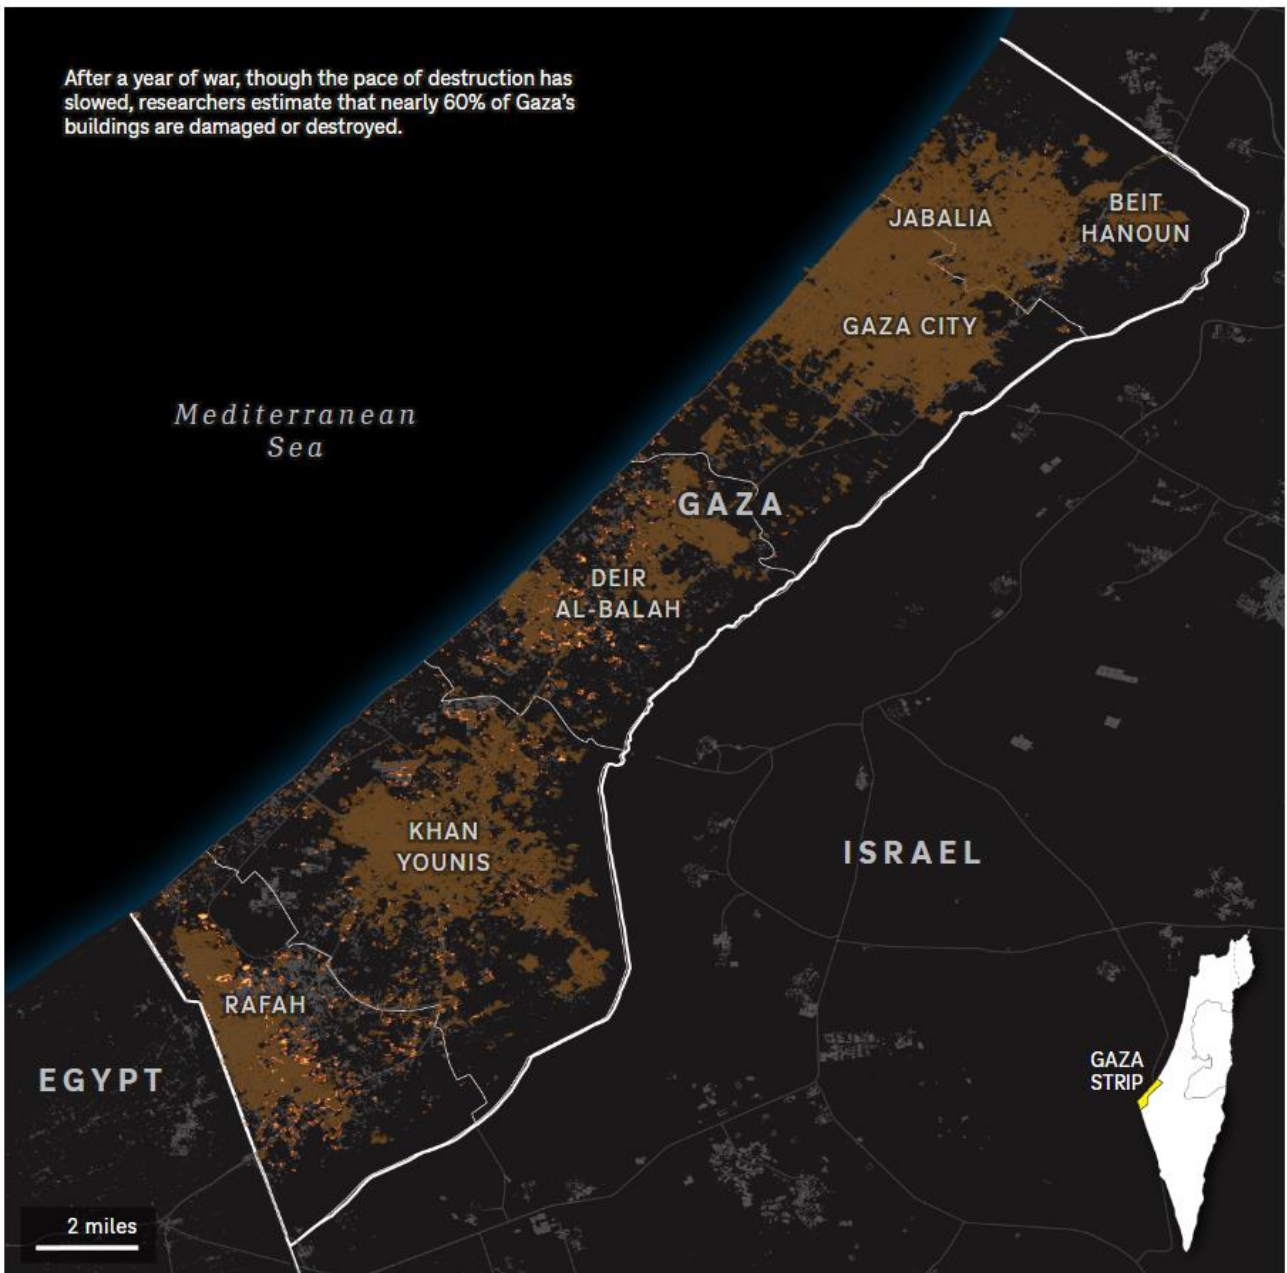 After a year of war, though the pace of destruction has
slowed, researchers estimate that nearly 60% of Gaza’s
buildings are damaged or destroyed.
JABALIA
BEIT
HANOUN
GAZA CITY
Mediterranean
Sea
GAZA
DEIR
AL-BALAH
KHAN
YOUNIS
ISRAEL
RAFAH
EGYPT
GAZA
STRIP
2 miles